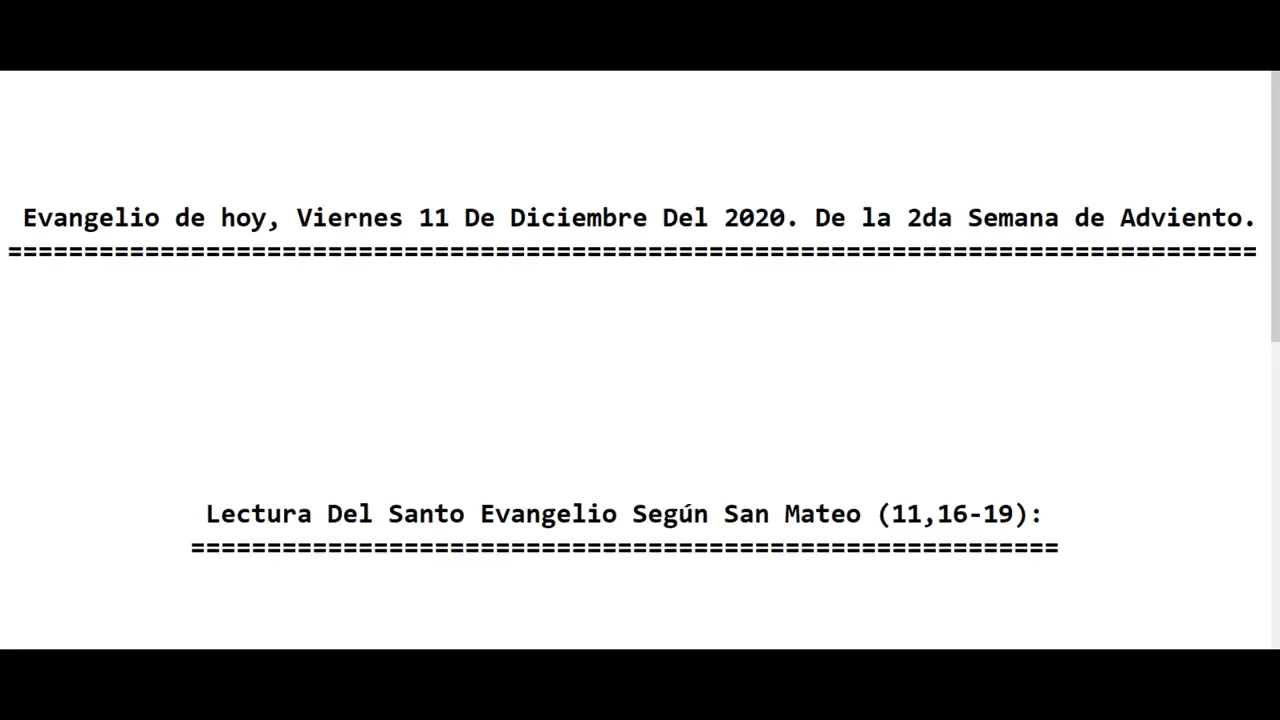 Evangelio de hoy, Viernes 11 De Diciembre Del 2020. De la 2da Semana de Adviento.
==================================================================================
Lectura Del Santo Evangelio Según San Mateo (11,16-19):
=========================================================